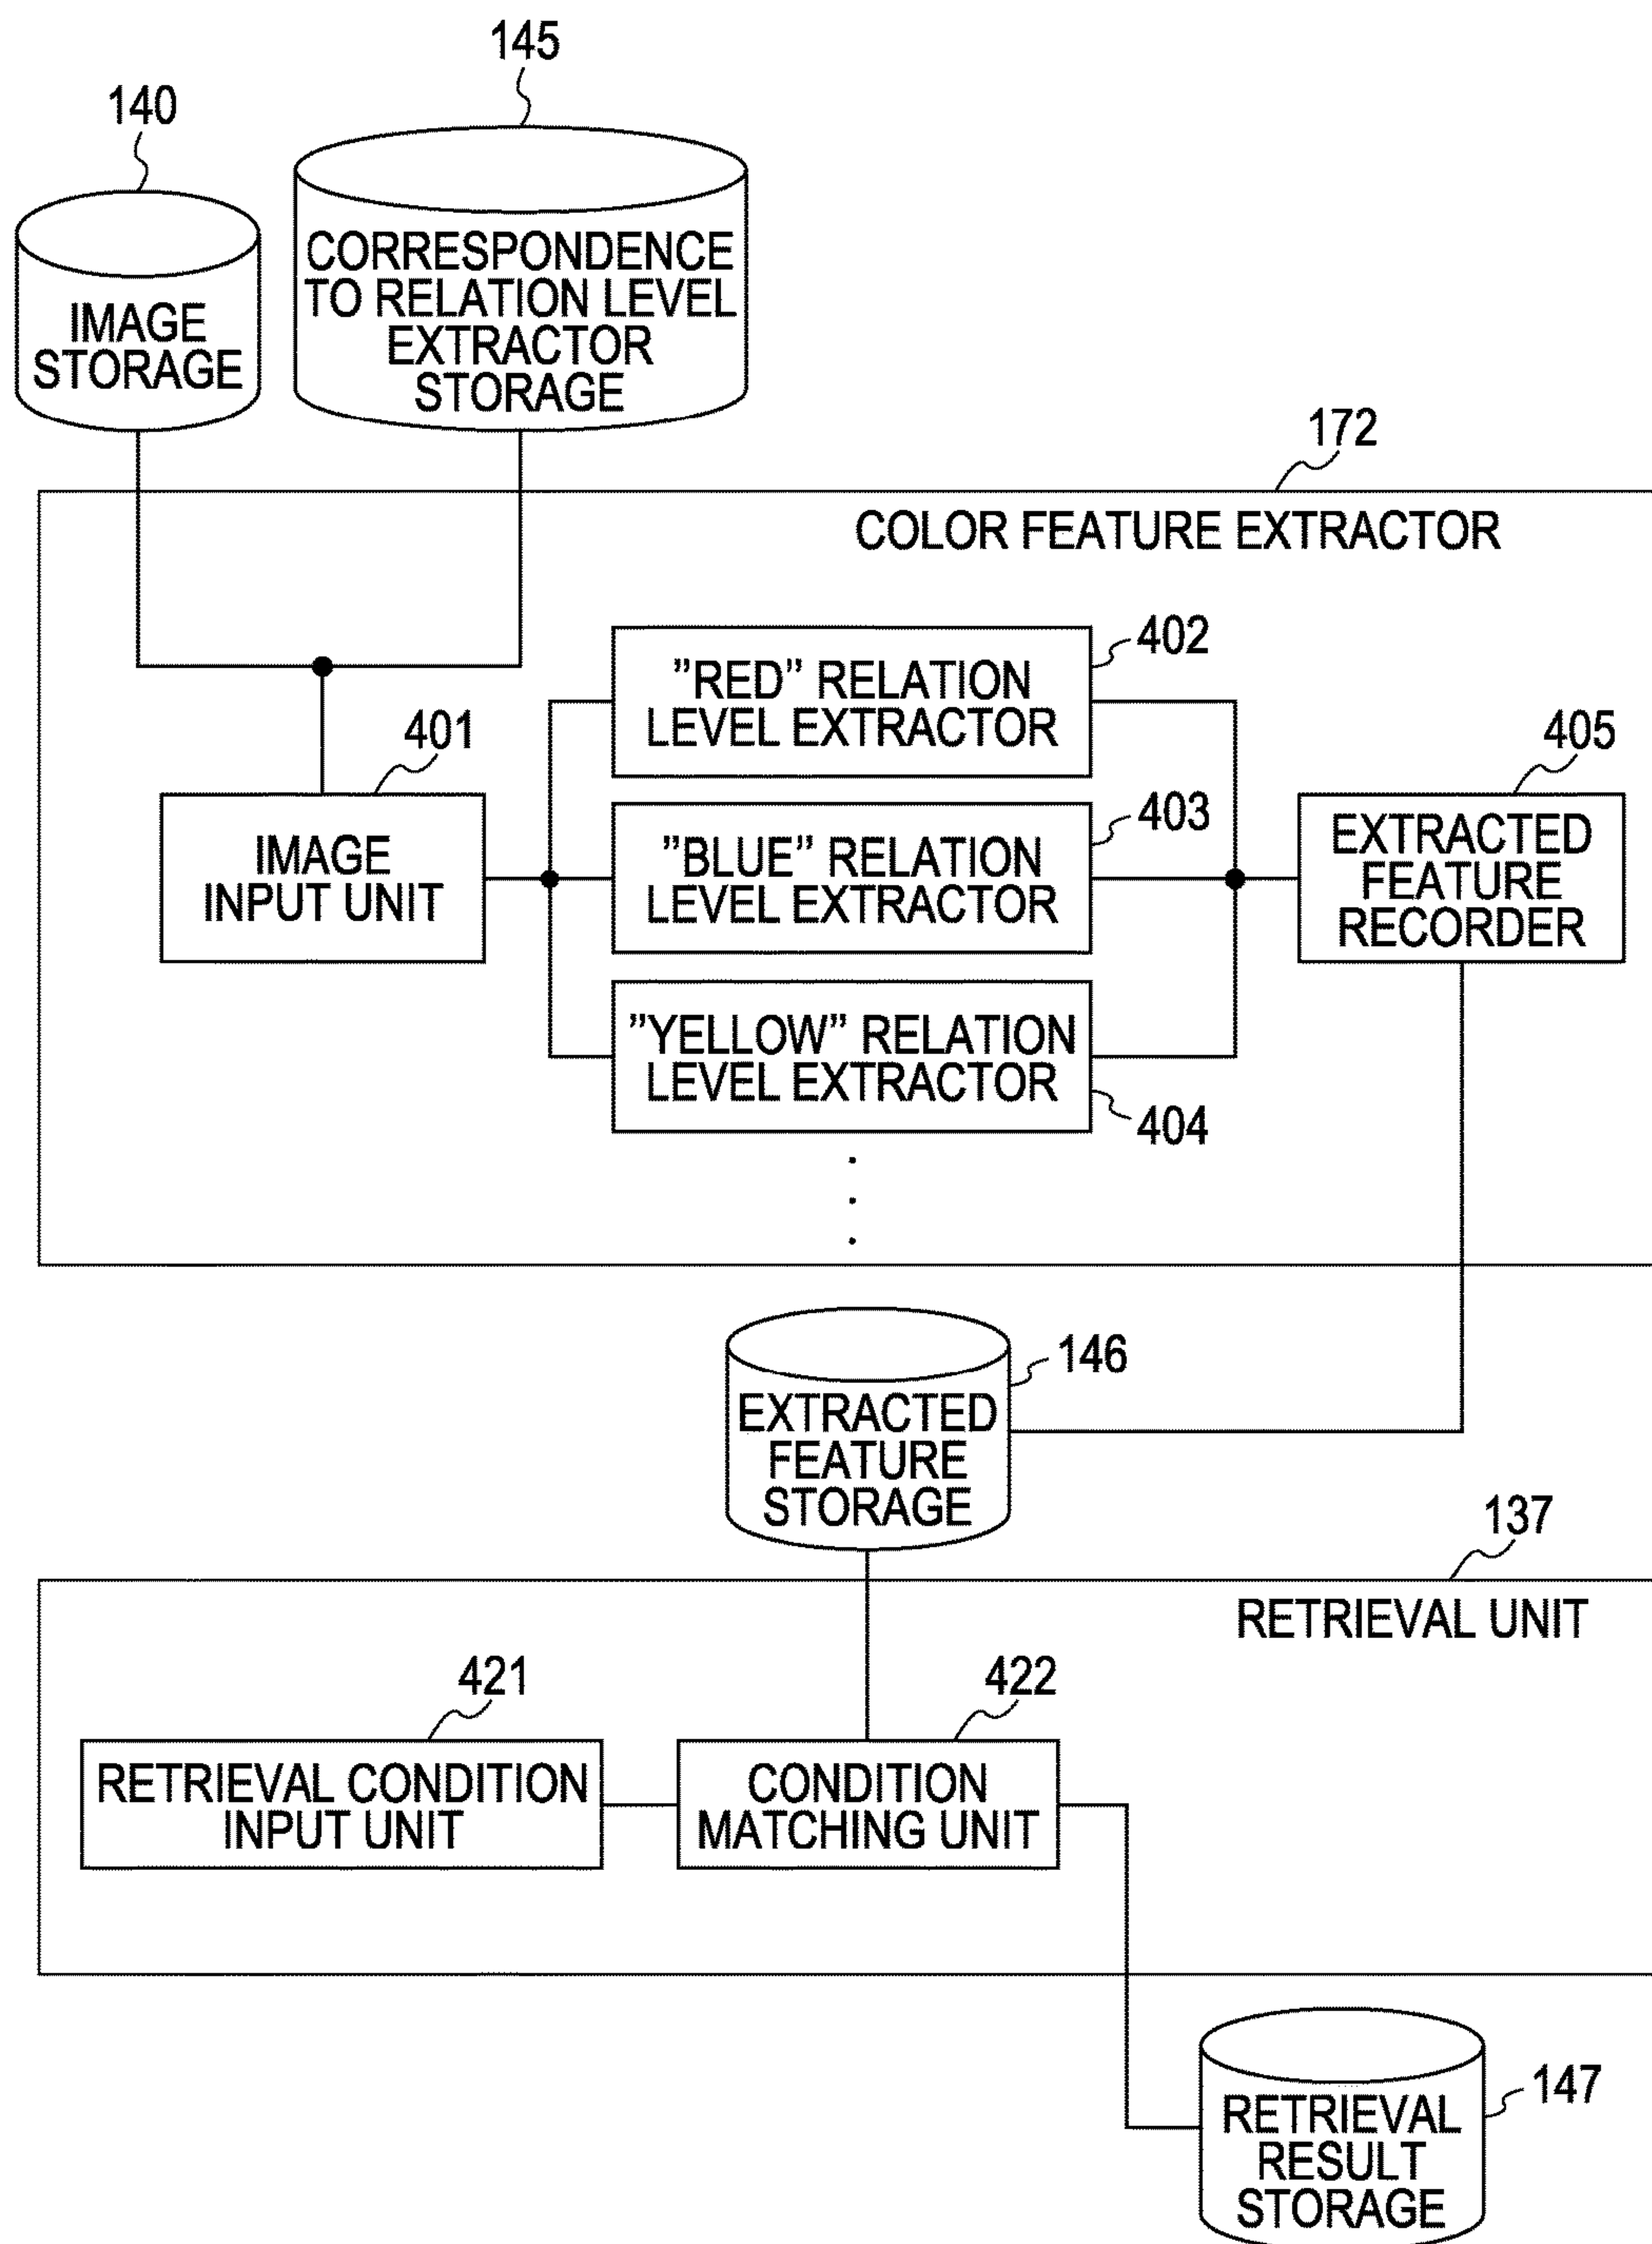 145
140
CORRESPONDENCE
TO RELATION LEVEL
EXTRACTOR
STORAGE
IMAGE
STORAGE
172
COLOR FEATURE EXTRACTOR
402
"RED" RELATION
LEVEL EXTRACTOR
401
IMAGE
INPUT UNIT
403
"BLUE" RELATION
LEVEL EXTRACTOR
405
EXTRACTED
FEATURE
RECORDER
"YELLOW" RELATION
LEVEL EXTRACTOR
404
146
EXTRACTED
FEATURE
STORAGE
137
RETRIEVAL UNIT
421
RETRIEVAL CONDITION
INPUT UNIT
422
CONDITION
MATCHING UNIT
147
RETRIEVAL
RESULT
STORAGE